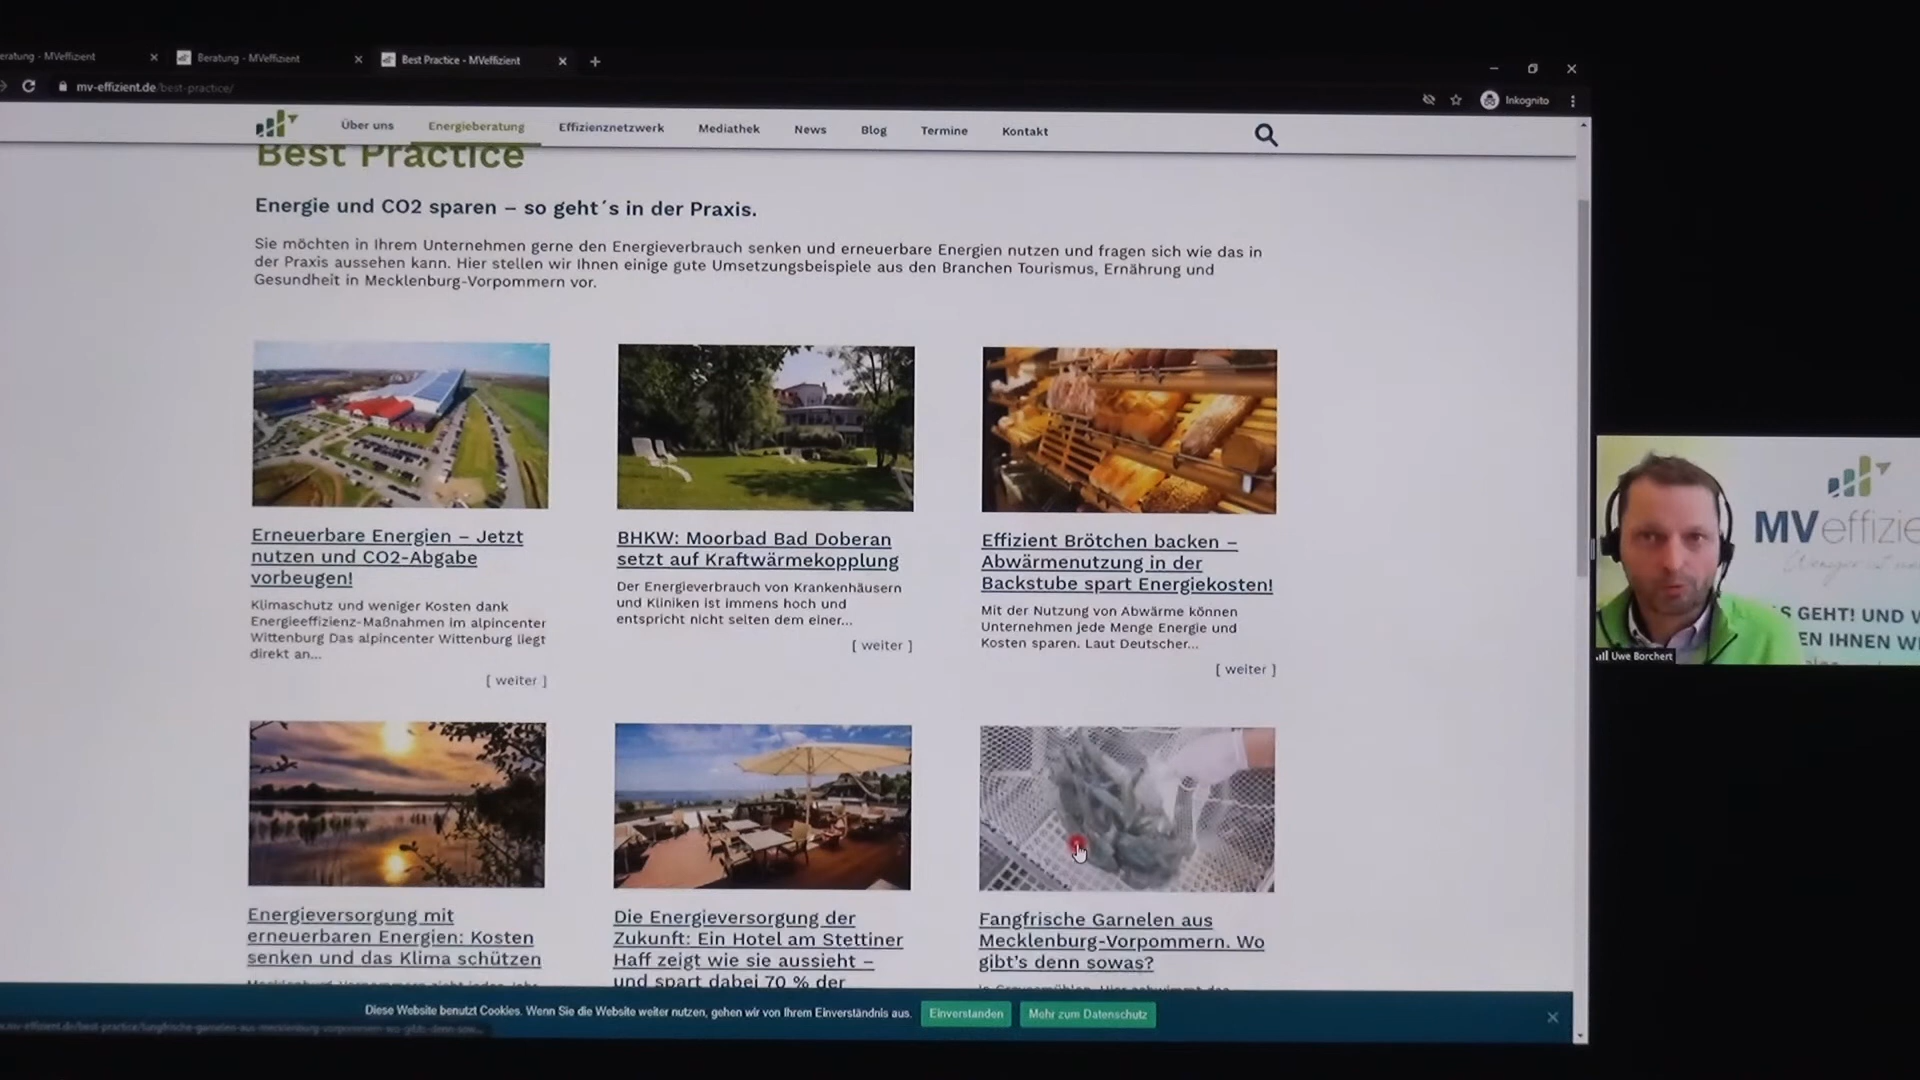 eratung - MVeffizient
Beratung - MVeffizient
Best Practice - MVeffizient
mv-effizient.de/best-practice/
Inkognito
Über uns
Energieberatung
Effizienznetzwerk
Mediathek
News
Blog
Termine
Kontakt
Best Practice
Energie und CO2 sparen – so geht´s in der Praxis.
Sie möchten in Ihrem Unternehmen gerne den Energieverbrauch senken und erneuerbare Energien nutzen und fragen sich wie das in
der Praxis aussehen kann. Hier stellen wir Ihnen einige gute Umsetzungsbeispiele aus den Branchen Tourismus, Ernährung und
Gesundheit in Mecklenburg-Vorpommern vor.
Erneuerbare Energien – Jetzt
nutzen und CO2-Abgabe
vorbeugen!
Klimaschutz und weniger Kosten dank
Energieeffizienz-Maßnahmen im alpincenter
Wittenburg Das alpincenter Wittenburg liegt
direkt an...
[ weiter ]
BHKW: Moorbad Bad Doberan
setzt auf Kraftwärmekopplung
Der Energieverbrauch von Krankenhäusern
und Kliniken ist immens hoch und
entspricht nicht selten dem einer...
[ weiter ]
Effizient Brötchen backen –
Abwärmenutzung in der
Backstube spart Energiekosten!
Mit der Nutzung von Abwärme können
Unternehmen jede Menge Energie und
Kosten sparen. Laut Deutscher...
[ weiter ]
Energieversorgung mit
erneuerbaren Energien: Kosten
senken und das Klima schützen
Die Energieversorgung der
Zukunft: Ein Hotel am Stettiner
Haff zeigt wie sie aussieht –
und spart dabei 70 % der
Fangfrische Garnelen aus
Mecklenburg-Vorpommern. Wo
gibt's denn sowas?
Diese Website benutzt Cookies. Wenn Sie die Website weiter nutzen, gehen wir von Ihrem Einverständnis aus.
Einverstanden
Mehr zum Datenschutz
MVeffizie
S GEHT! UND W
EN IHNEN WI
Uwe Borchert